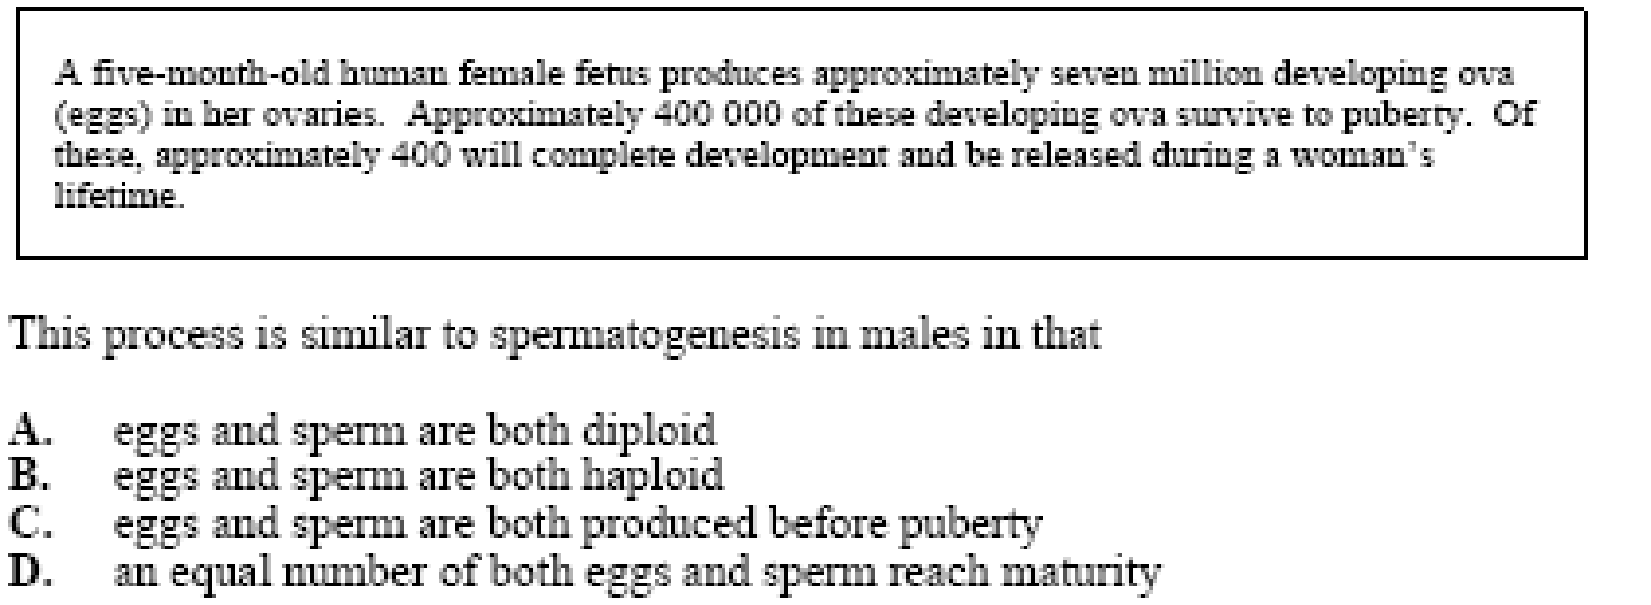 A five-month-old human female fetus produces approximately seven million developing ova
(eggs) in her ovaries.  Approximately 400 000 of these developing ova survive to puberty.  Of
these, approximately 400 will complete development and be released during a woman's
lifetime.
This process is similar to spermatogenesis in males in that
A. eggs and sperm are both diploid
B. eggs and sperm are both haploid
C. eggs and sperm are both produced before puberty
D. an equal number of both eggs and sperm reach maturity